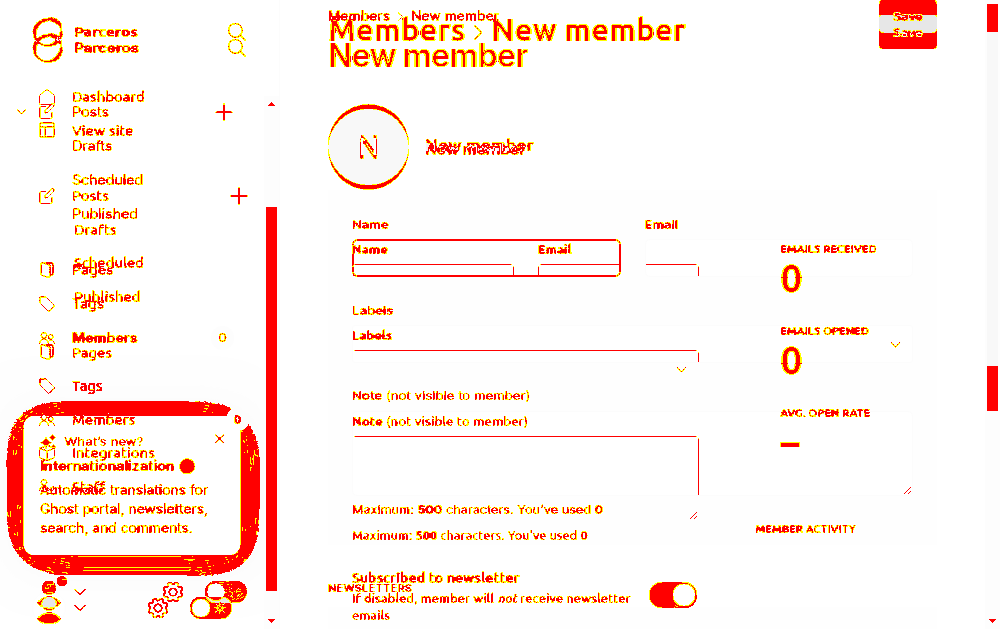 Parceros
Parceros
Dashboard
Posts
View site
Drafts
Scheduled
Posts
Published
Drafts
Scheduled
Pages
Published
Tags
Members 0
Pages
Tags
Members 0
What's new?
Integrations
Internationalization
Staff
Automatic translations for
Ghost portal, newsletters,
search, and comments.
Members › New member
Members › New member
New member
Save
Save
N
New member
New member
Name
Email
Name
Email
Labels
Labels
Note (not visible to member)
Note (not visible to member)
Maximum: 500 characters. You've used 0
Maximum: 500 characters. You've used 0
Subscribed to newsletter
NEWSLETTERS
If disabled, member will not receive newsletter
emails
EMAILS RECEIVED
0
EMAILS OPENED
0
AVG. OPEN RATE
–
MEMBER ACTIVITY